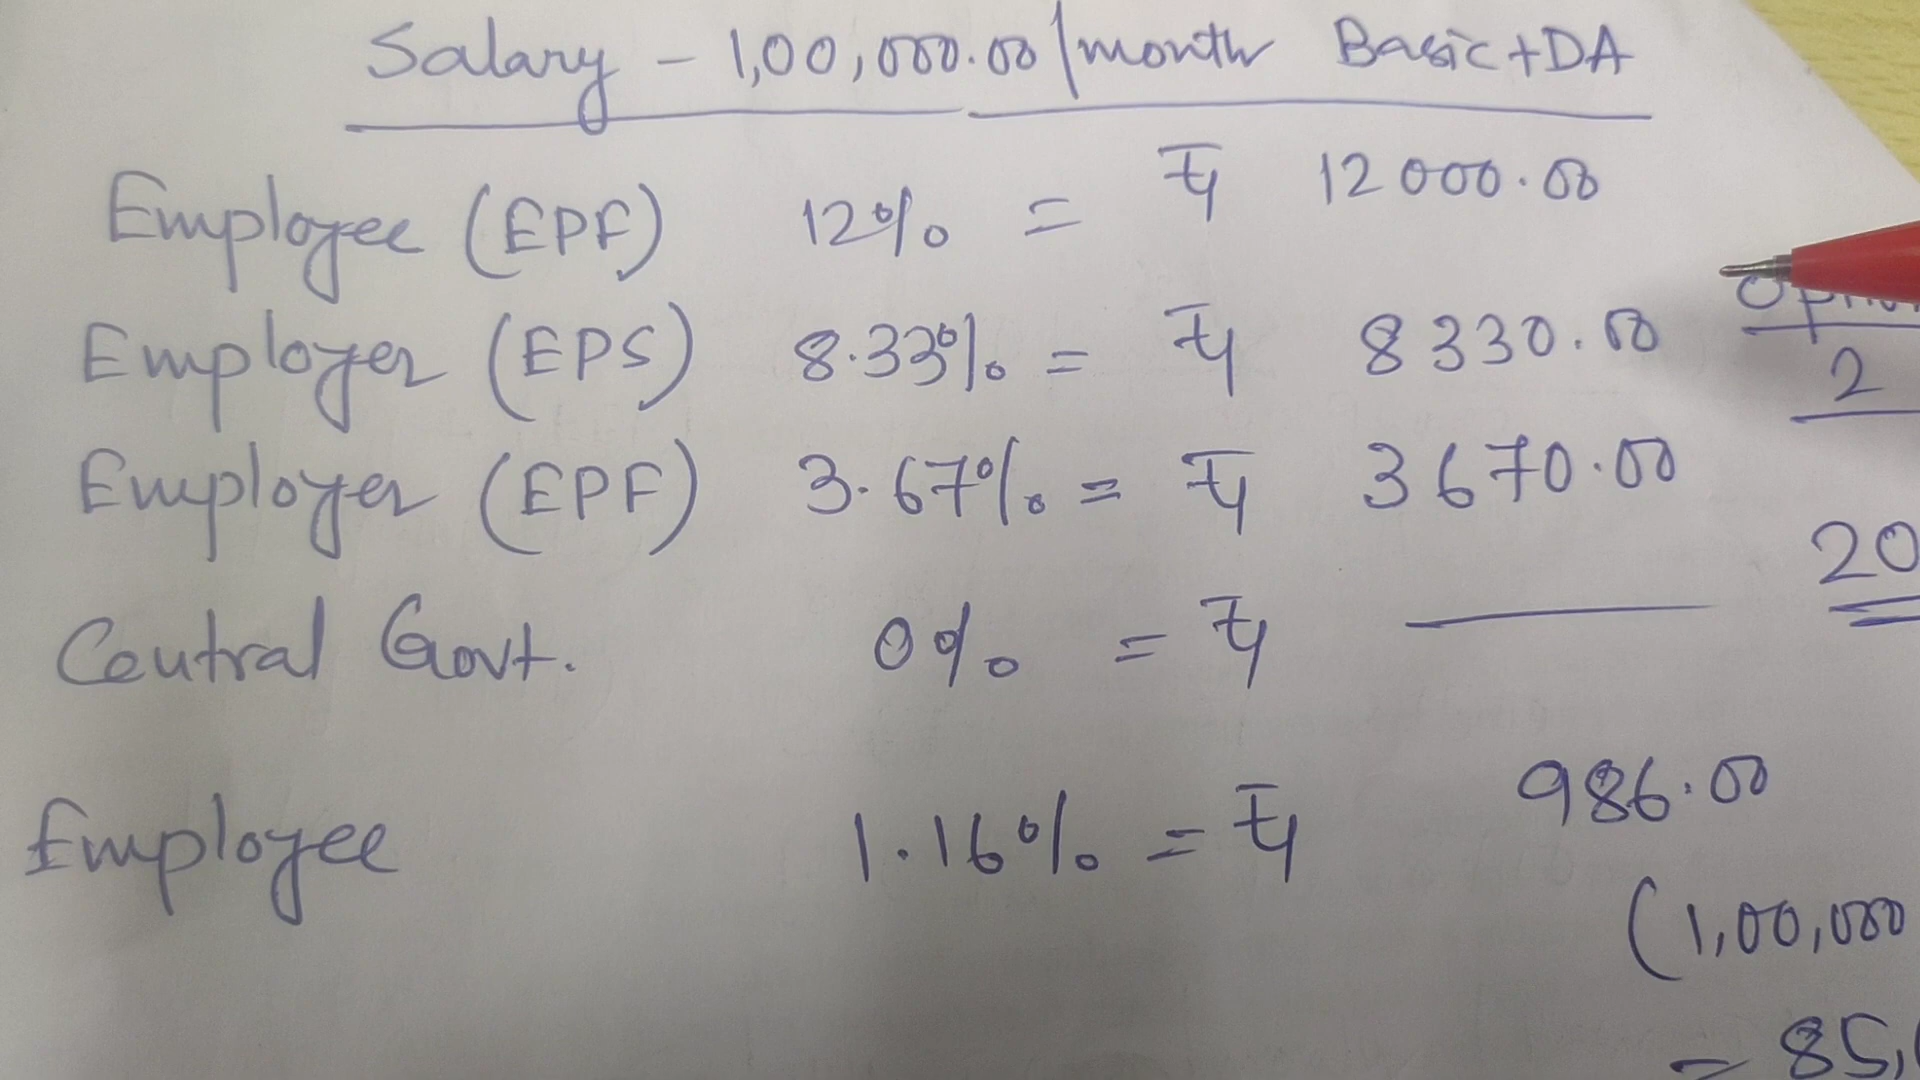 Salary - 1,00,000.00/month Basic+DA
Employee (EPF) 12% = ₹ 12000.00
Employer (EPS) 8.33% = ₹ 8330.00
2
Employer (EPF) 3.67% = ₹ 3670.00
20
Central Govt. 0% = ₹ —
Employee 1.16% = ₹ 986.00
(1,00,000
= 85,